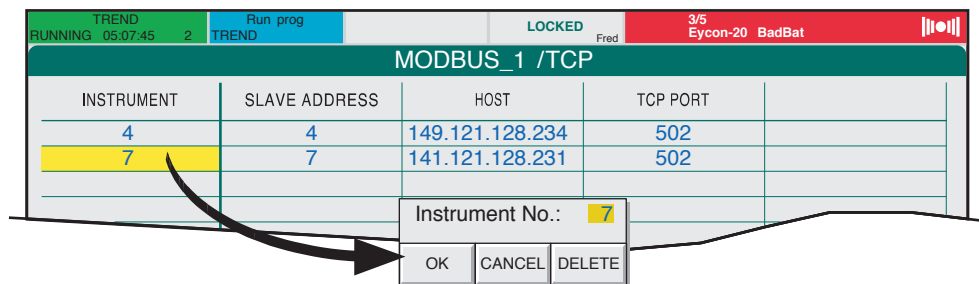 TREND Run prog LOCKED 3/5
RUNNING 05:07:45 2 TREND Fred Eycon-20 BadBat
MODBUS_1 /TCP
INSTRUMENT SLAVE ADDRESS HOST TCP PORT
4 4 149.121.128.234 502
7 7 141.121.128.231 502
Instrument No.: 7
OK CANCEL DELETE